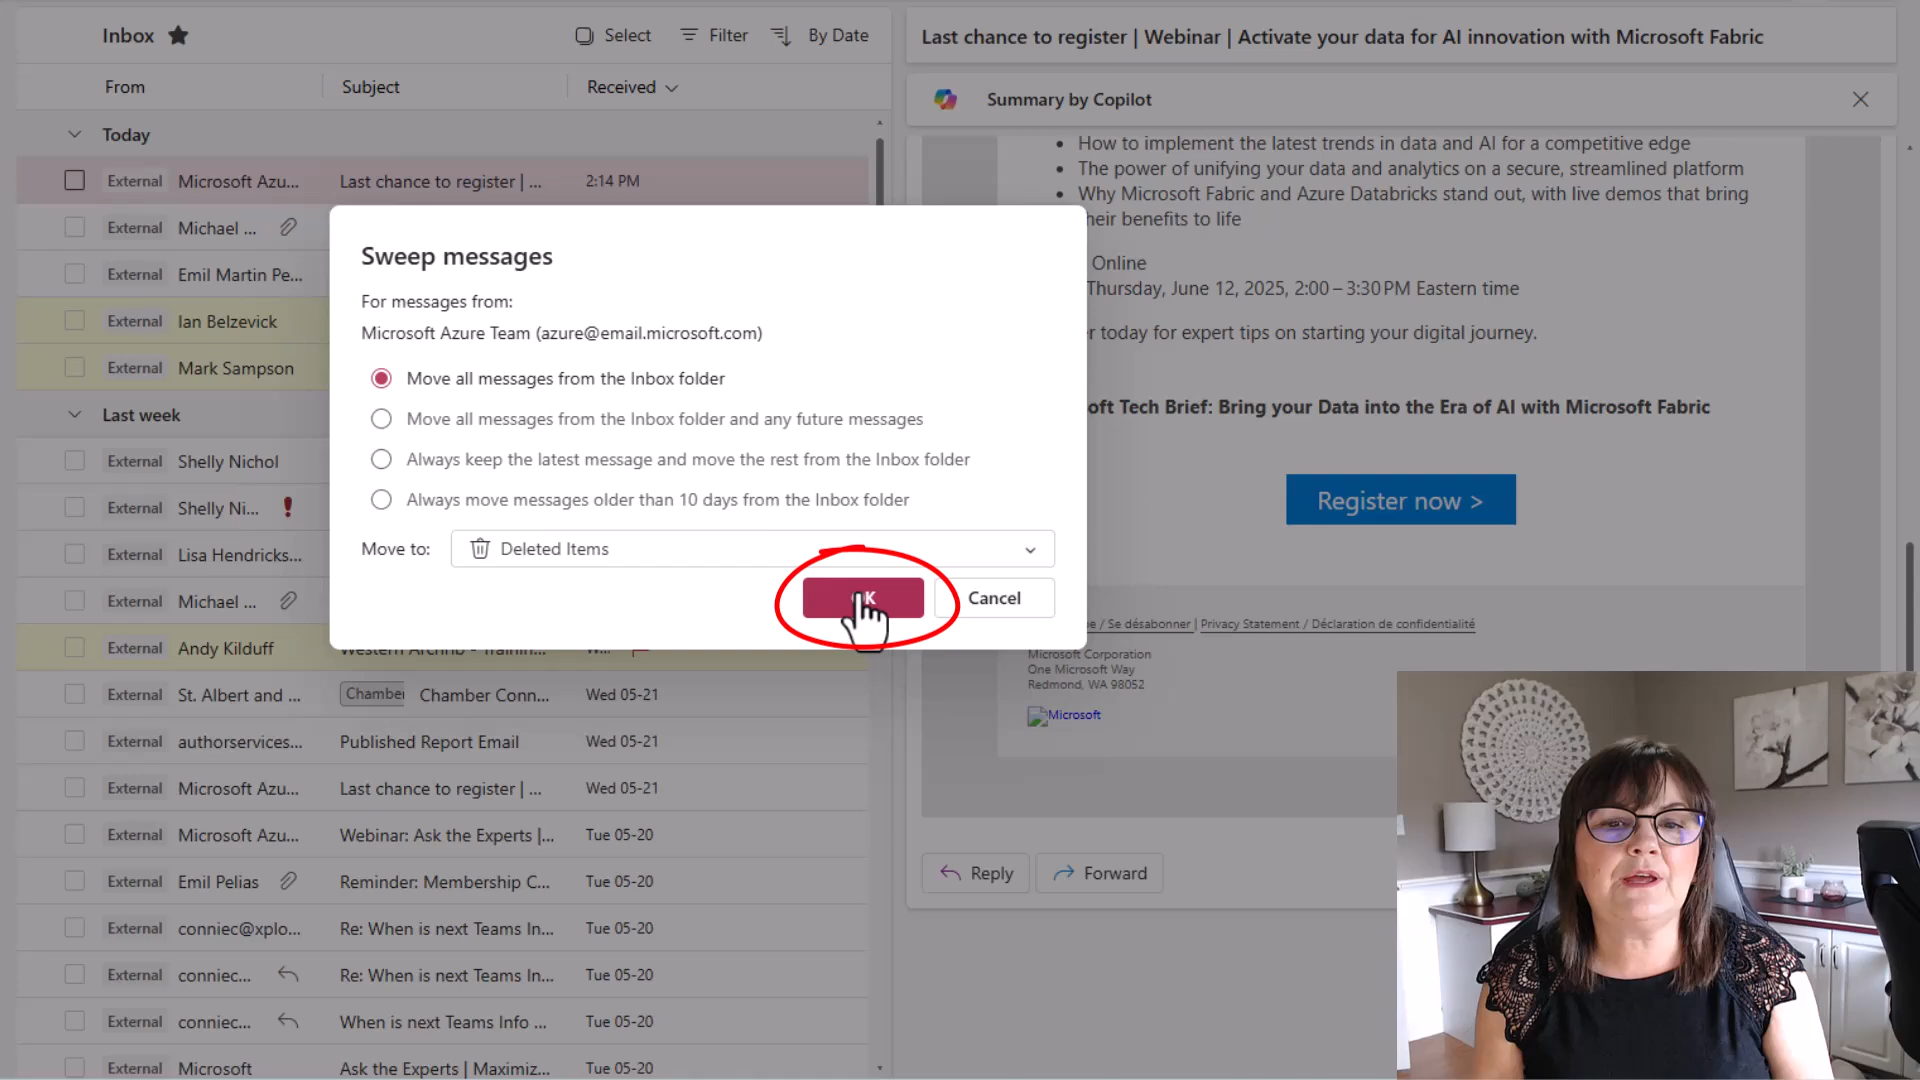 Inbox
Select
Filter
By Date
From
Subject
Received
Today
External Microsoft Azu... Last chance to register | ... 2:14 PM
External Michael ...
External Emil Martin Pe...
External Ian Belzevick
External Mark Sampson
Last week
External Shelly Nichol
External Shelly Ni...
External Lisa Hendricks...
External Michael ...
External Andy Kilduff
External St. Albert and ... Chamber Chamber Conn... Wed 05-21
External authorservices... Published Report Email Wed 05-21
External Microsoft Azu... Last chance to register | ... Wed 05-21
External Microsoft Azu... Webinar: Ask the Experts |... Tue 05-20
External Emil Pelias Reminder: Membership C... Tue 05-20
External conniec@xplo... Re: When is next Teams In... Tue 05-20
External conniec... Re: When is next Teams In... Tue 05-20
External conniec... When is next Teams Info ... Tue 05-20
External Microsoft Ask the Experts | Maximiz... Tue 05-20
Sweep messages
For messages from:
Microsoft Azure Team (azure@email.microsoft.com)
Move all messages from the Inbox folder
Move all messages from the Inbox folder and any future messages
Always keep the latest message and move the rest from the Inbox folder
Always move messages older than 10 days from the Inbox folder
Move to: Deleted Items
Cancel
Last chance to register | Webinar | Activate your data for AI innovation with Microsoft Fabric
Summary by Copilot
• How to implement the latest trends in data and AI for a competitive edge
• The power of unifying your data and analytics on a secure, streamlined platform
• Why Microsoft Fabric and Azure Databricks stand out, with live demos that bring
heir benefits to life
Online
Thursday, June 12, 2025, 2:00 – 3:30 PM Eastern time
r today for expert tips on starting your digital journey.
oft Tech Brief: Bring your Data into the Era of AI with Microsoft Fabric
Register now >
e / Se désabonner | Privacy Statement / Déclaration de confidentialité
Microsoft Corporation
One Microsoft Way
Redmond, WA 98052
Microsoft
Reply
Forward